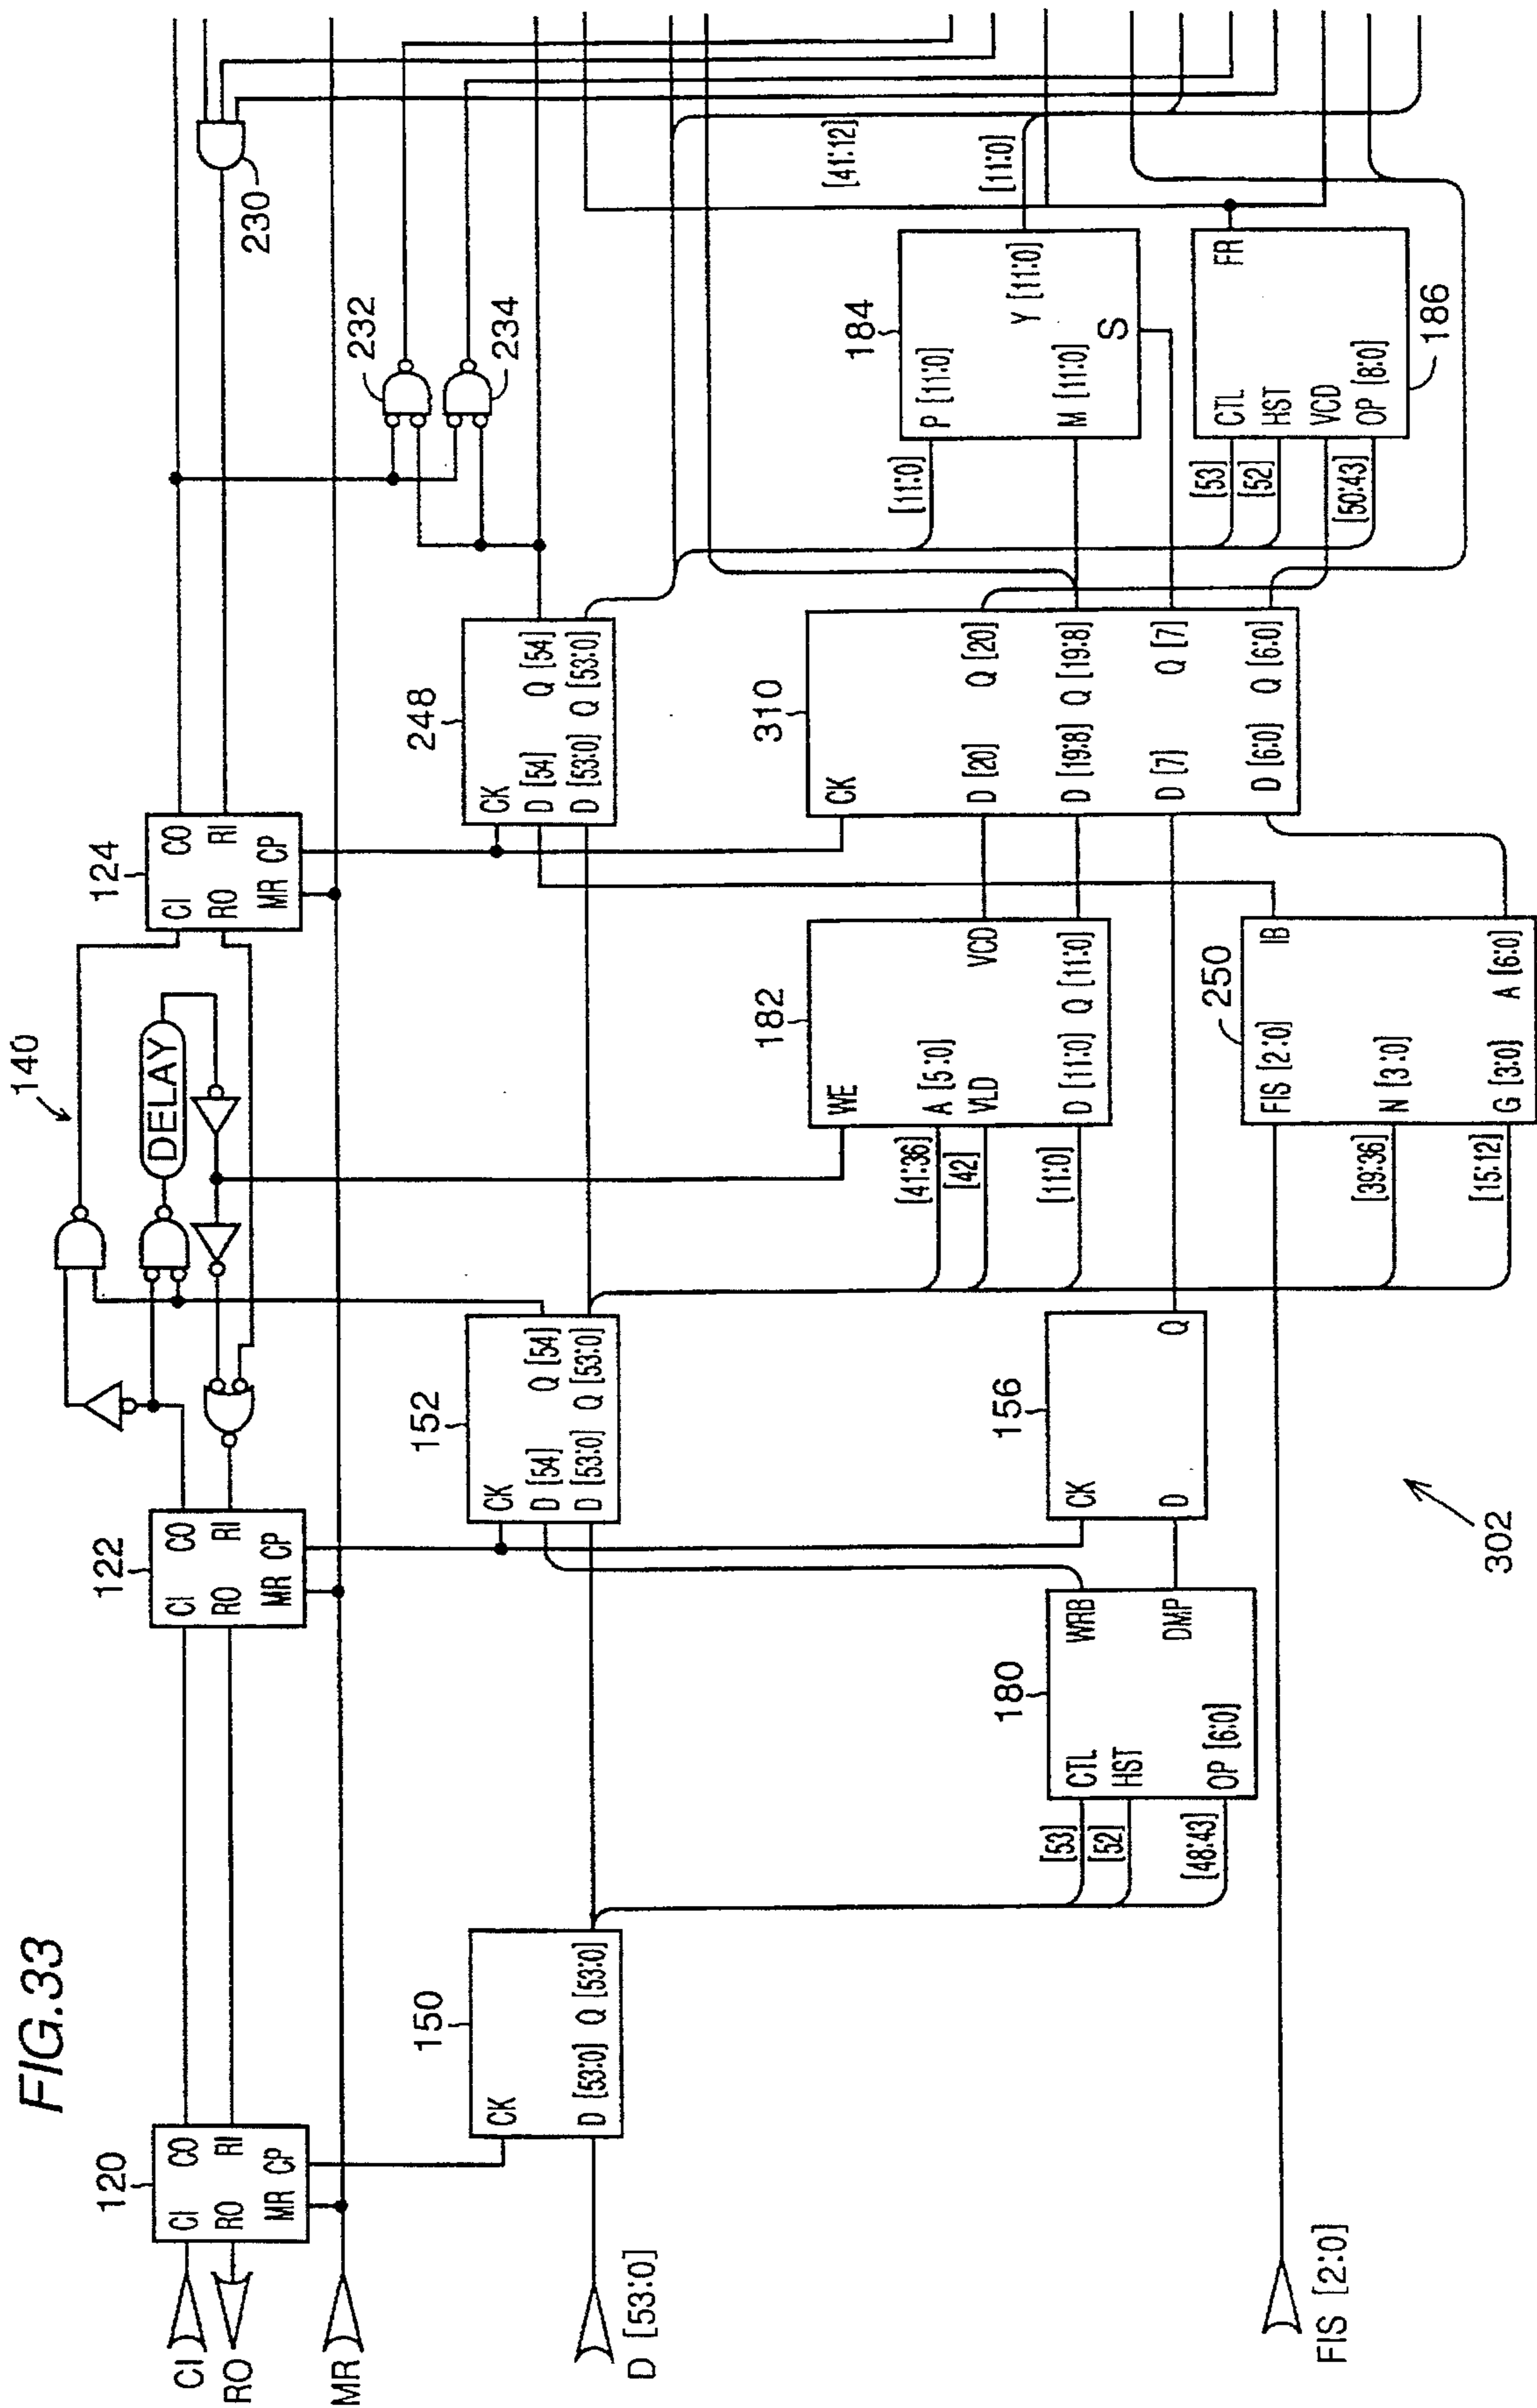 FIG.33
140
120
CI CO
RO RI
MR CP
122
CI CO
RO RI
MR CP
DELAY
124
CI CO
RO RI
MR CP
230
232
234
CI
RO
MR
150
CK
D [53:0] Q [53:0]
D [53:0]
152
CK
D [54] Q [54]
D [53:0] Q [53:0]
248
CK
D [54] Q [54]
D [53:0] Q [53:0]
180
CTL WRB
HST
DMP
OP [6:0]
[53]
[52]
[48:43]
156
CK
D Q
182
WE
A [5:0]
VLD VCD
D [11:0] Q [11:0]
[41:36]
[42]
[11:0]
250
FIS [2:0] IB
N [3:0]
G [3:0] A [6:0]
[39:36]
[15:12]
310
CK
D [20] Q [20]
D [19:8] Q [19:8]
D [7] Q [7]
D [6:0] Q [6:0]
184
P [11:0]
Y [11:0]
M [11:0]
S
[11:0]
[41:12]
[11:0]
186
CTL FR
HST
VCD
OP [8:0]
[53]
[52]
[50:43]
FIS [2:0]
302